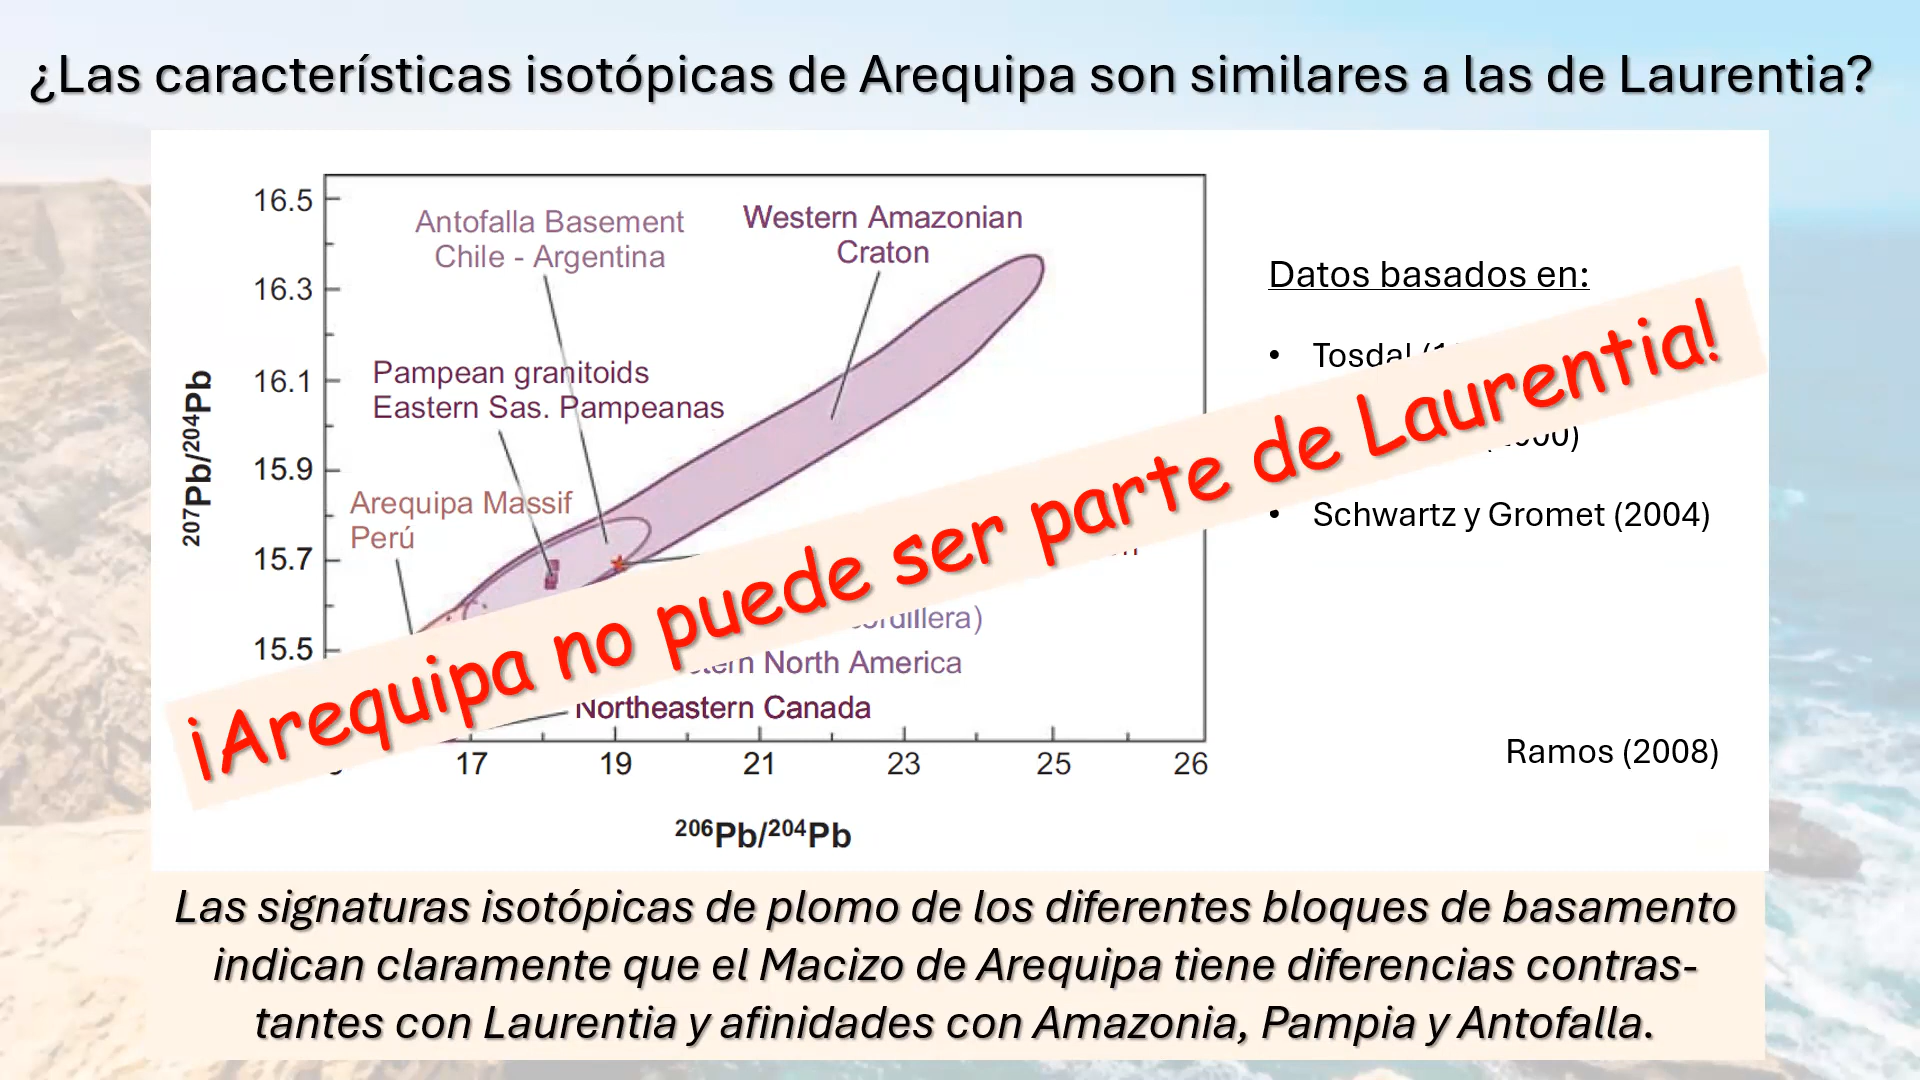 ¿Las características isotópicas de Arequipa son similares a las de Laurentia?
16.5
16.3
16.1
15.9
15.7
15.5
207Pb/204Pb
Antofalla Basement
Chile - Argentina
Western Amazonian
Craton
Pampean granitoids
Eastern Sas. Pampeanas
Arequipa Massif
Perú
North America
Northeastern Canada
17 19 21 23 25 26
206Pb/204Pb
Datos basados en:
• Tosdal
• Schwartz y Gromet (2004)
Ramos (2008)
¡Arequipa no puede ser parte de Laurentia!
Las signaturas isotópicas de plomo de los diferentes bloques de basamento
indican claramente que el Macizo de Arequipa tiene diferencias contras-
tantes con Laurentia y afinidades con Amazonia, Pampia y Antofalla.